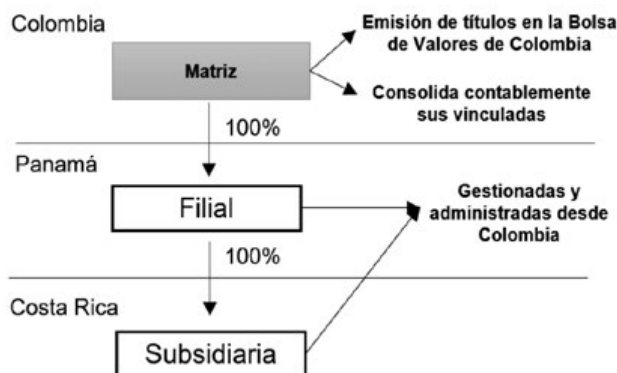 Colombia
Matriz
Emisión de títulos en la Bolsa
de Valores de Colombia
Consolida contablemente
sus vinculadas
100%
Panamá
Filial
Gestionadas y
administradas desde
Colombia
100%
Costa Rica
Subsidiaria